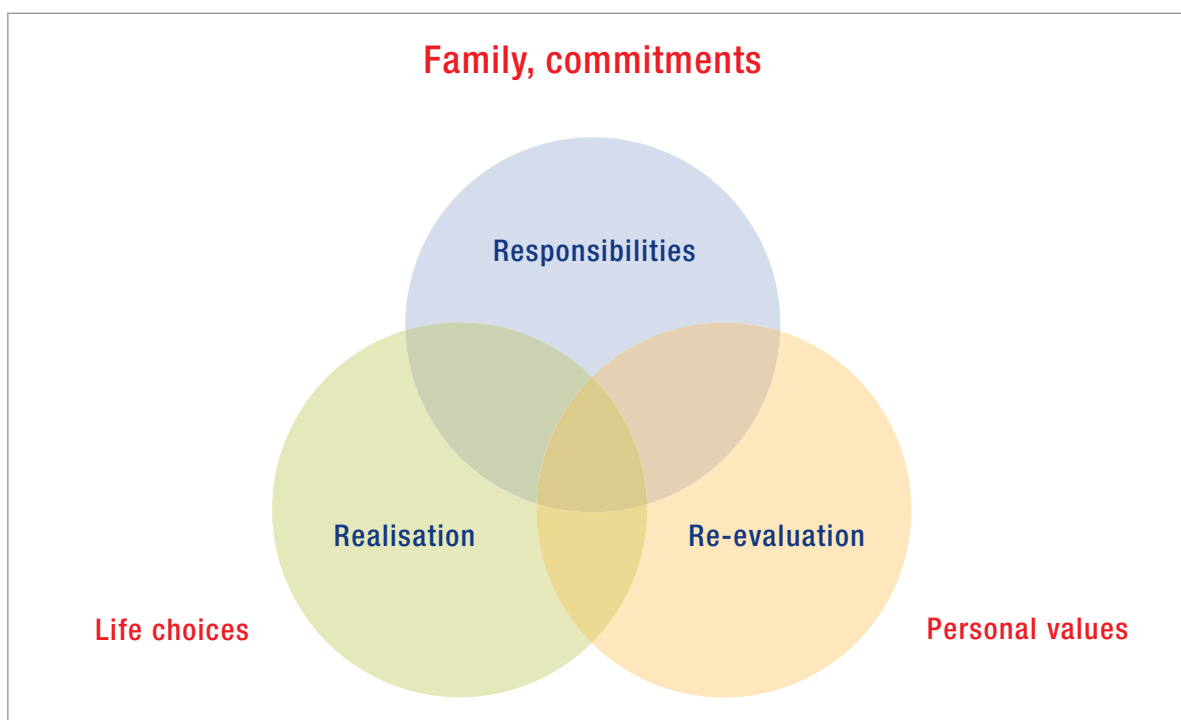 Family, commitments
Responsibilities
Realisation
Re-evaluation
Life choices
Personal values